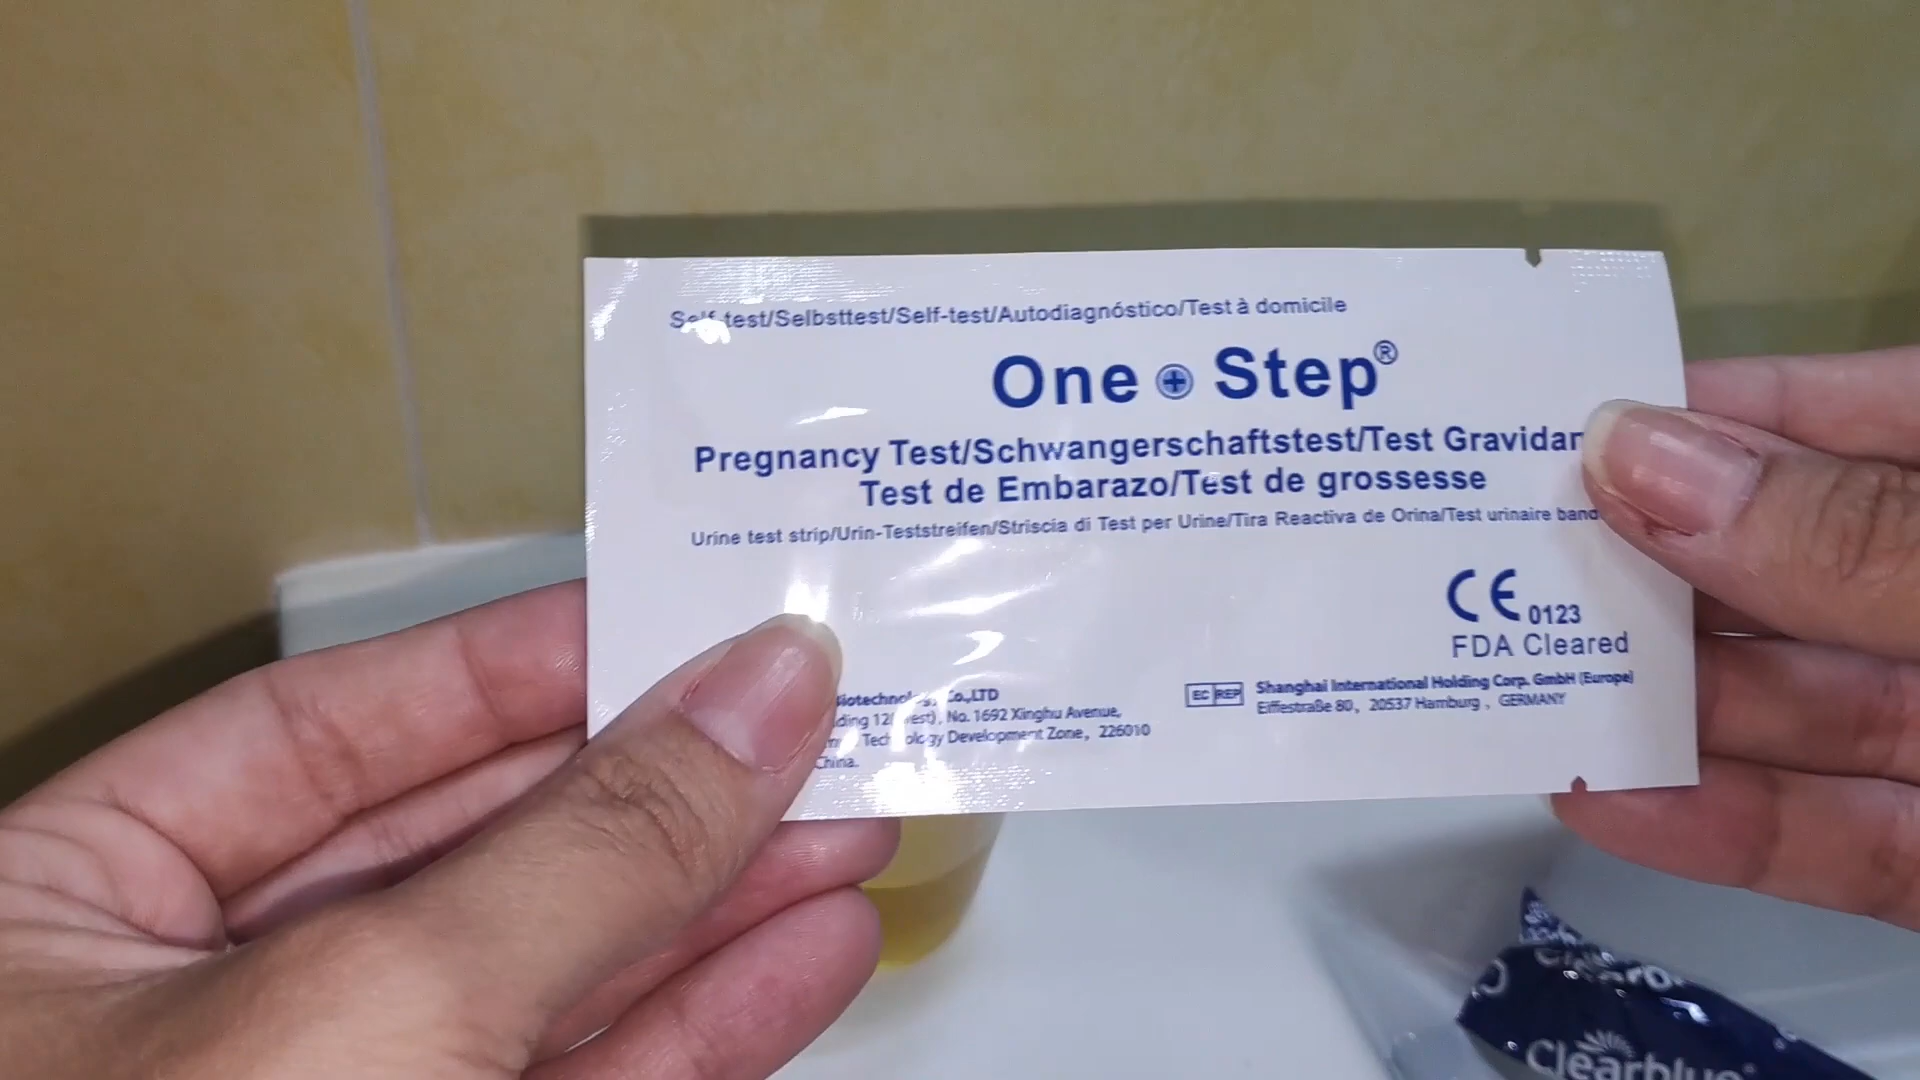 Self-test/Selbsttest/Self-test/Autodiagnóstico/Test à domicile
One + Step®
Pregnancy Test/Schwangerschaftstest/Test Gravidan
Test de Embarazo/Test de grossesse
Urine test strip/Urin-Teststreifen/Striscia di Test per Urine/Tira Reactiva de Orina/Test urinaire band
CE 0123
FDA Cleared
Biotechnology Co.,LTD
No. 1692 Xinghu Avenue,
Technology Development Zone, 226010
China.
EC REP
Shanghai International Holding Corp. GmbH (Europe)
Eiffestraße 80, 20537 Hamburg, GERMANY
Clearblue